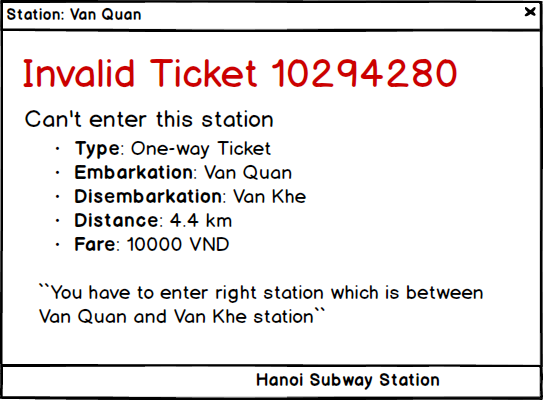 Station: Van Quan
Invalid Ticket 10294280
Can't enter this station
· Type: One-way Ticket
· Embarkation: Van Quan
· Disembarkation: Van Khe
· Distance: 4.4 km
· Fare: 10000 VND
``You have to enter right station which is between
Van Quan and Van Khe station``
Hanoi Subway Station